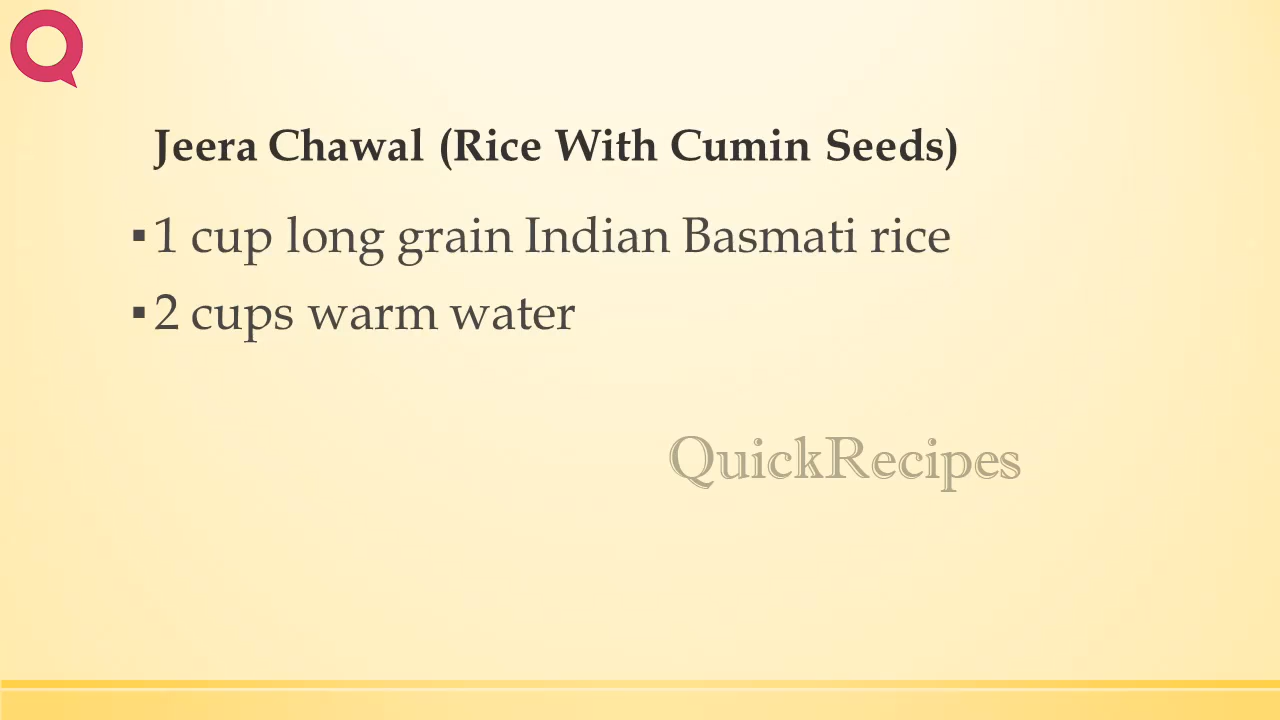 Jeera Chawal (Rice With Cumin Seeds)
▪ 1 cup long grain Indian Basmati rice
▪ 2 cups warm water
QuickRecipes